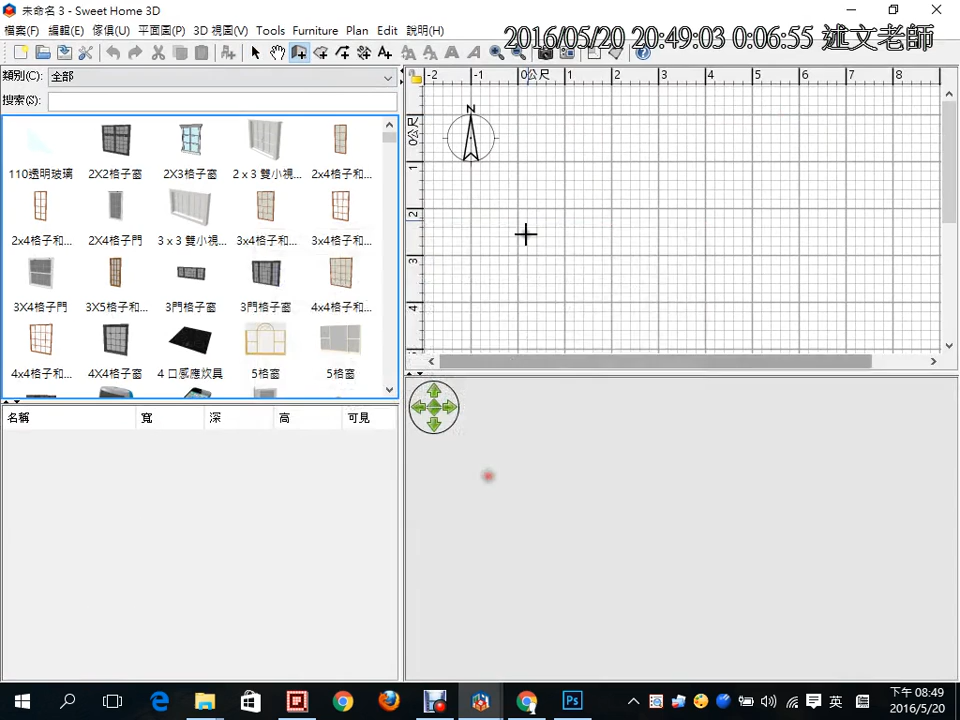 未命名 3 - Sweet Home 3D
檔案(F) 編輯(E) 傢俱(U) 平面圖(P) 3D 視圖(V) Tools Furniture Plan Edit 說明(H)
2016/05/20 20:49:03 0:06:55 述文老師
類別(C): 全部
搜索(S):
-2 -1 0公尺 1 2 3 4 5 6 7 8
N
0公尺
1
2
3
4
110透明玻璃 2X2格子窗 2X3格子窗 2 x 3 雙小視... 2x4格子和...
2x4格子和... 2X4格子門 3 x 3 雙小視... 3x4格子和... 3x4格子和...
3X4格子門 3X5格子和... 3門格子窗 3門格子窗 4x4格子和...
4x4格子和... 4X4格子窗 4 口感應炊具 5格窗 5格窗
名稱 寬 深 高 可見
Ps
英
下午 08:49
2016/5/20